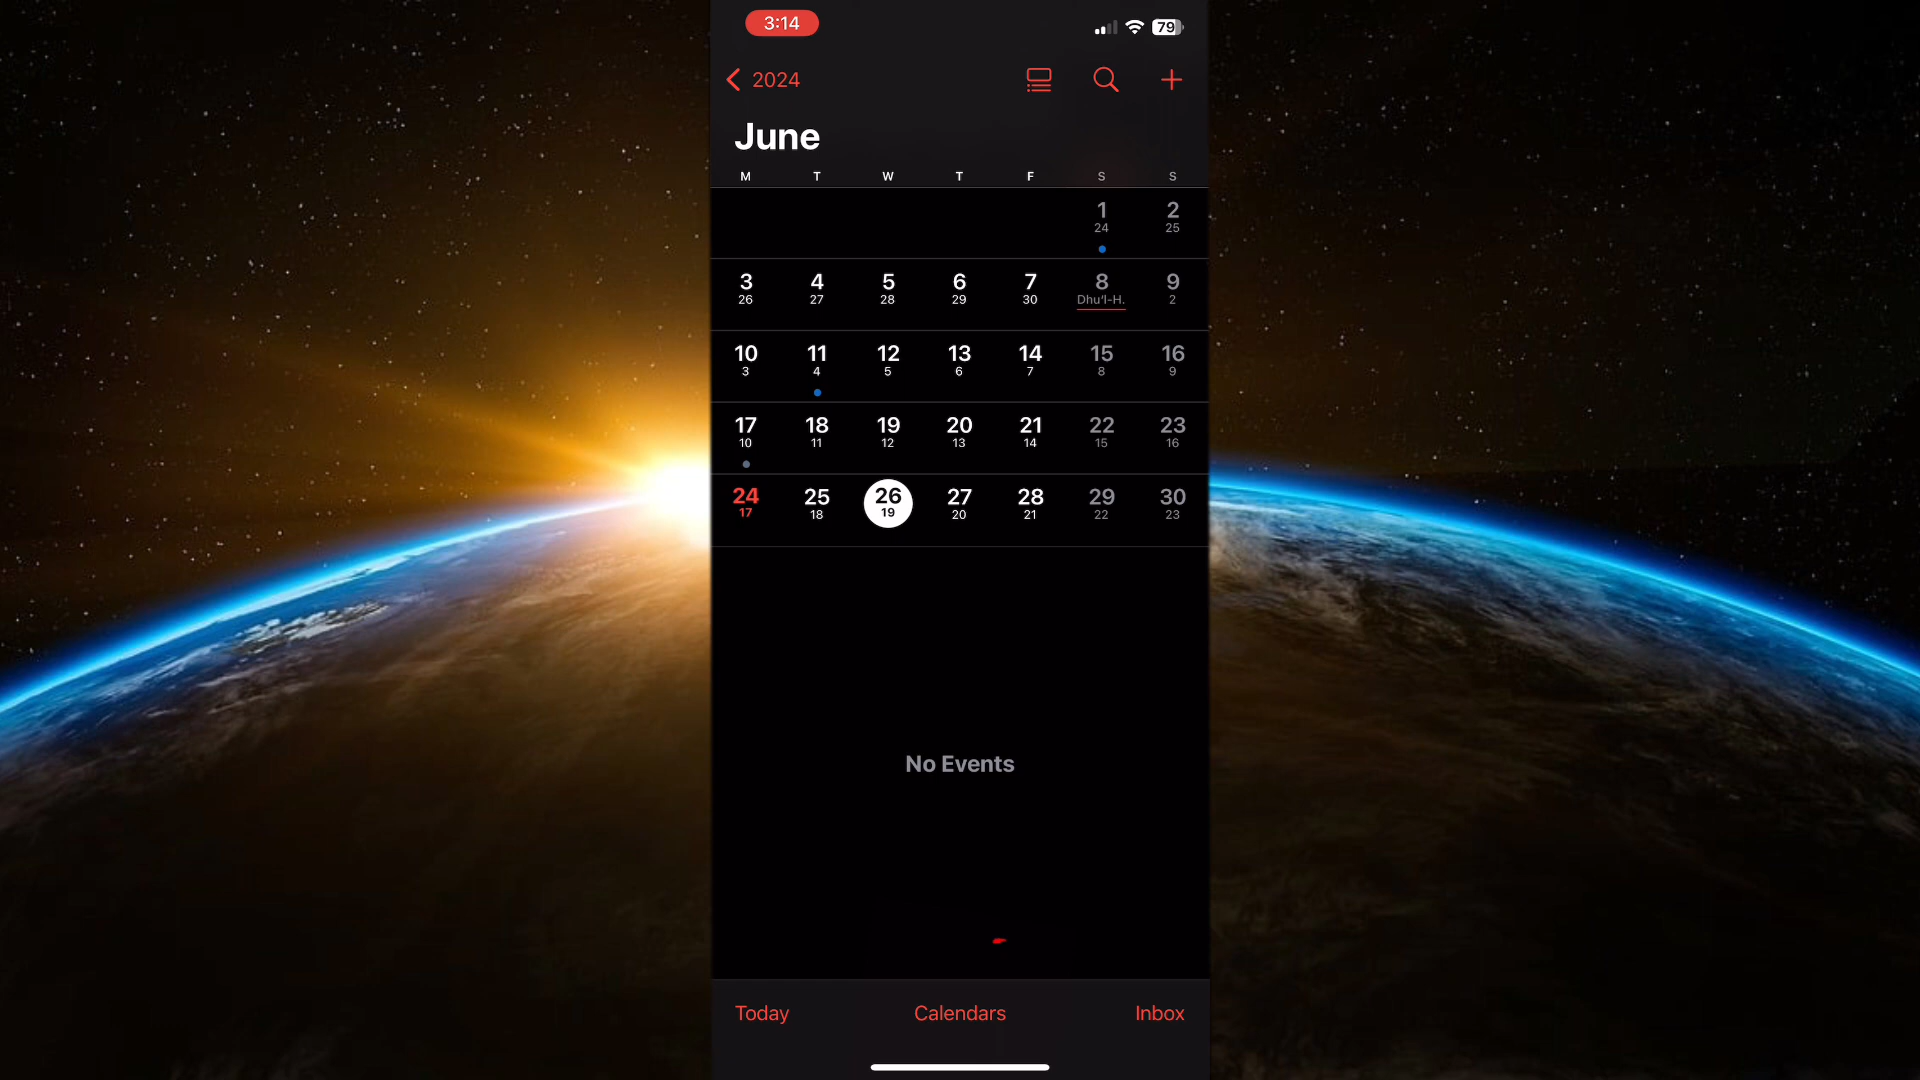 3:14
79
2024
June
M T W T F S S
1 2
24 25
3 4 5 6 7 8 9
26 27 28 29 30 Dhuʻl-H. 2
10 11 12 13 14 15 16
3 4 5 6 7 8 9
17 18 19 20 21 22 23
10 11 12 13 14 15 16
24 25 26 27 28 29 30
17 18 19 20 21 22 23
No Events
Today Calendars Inbox